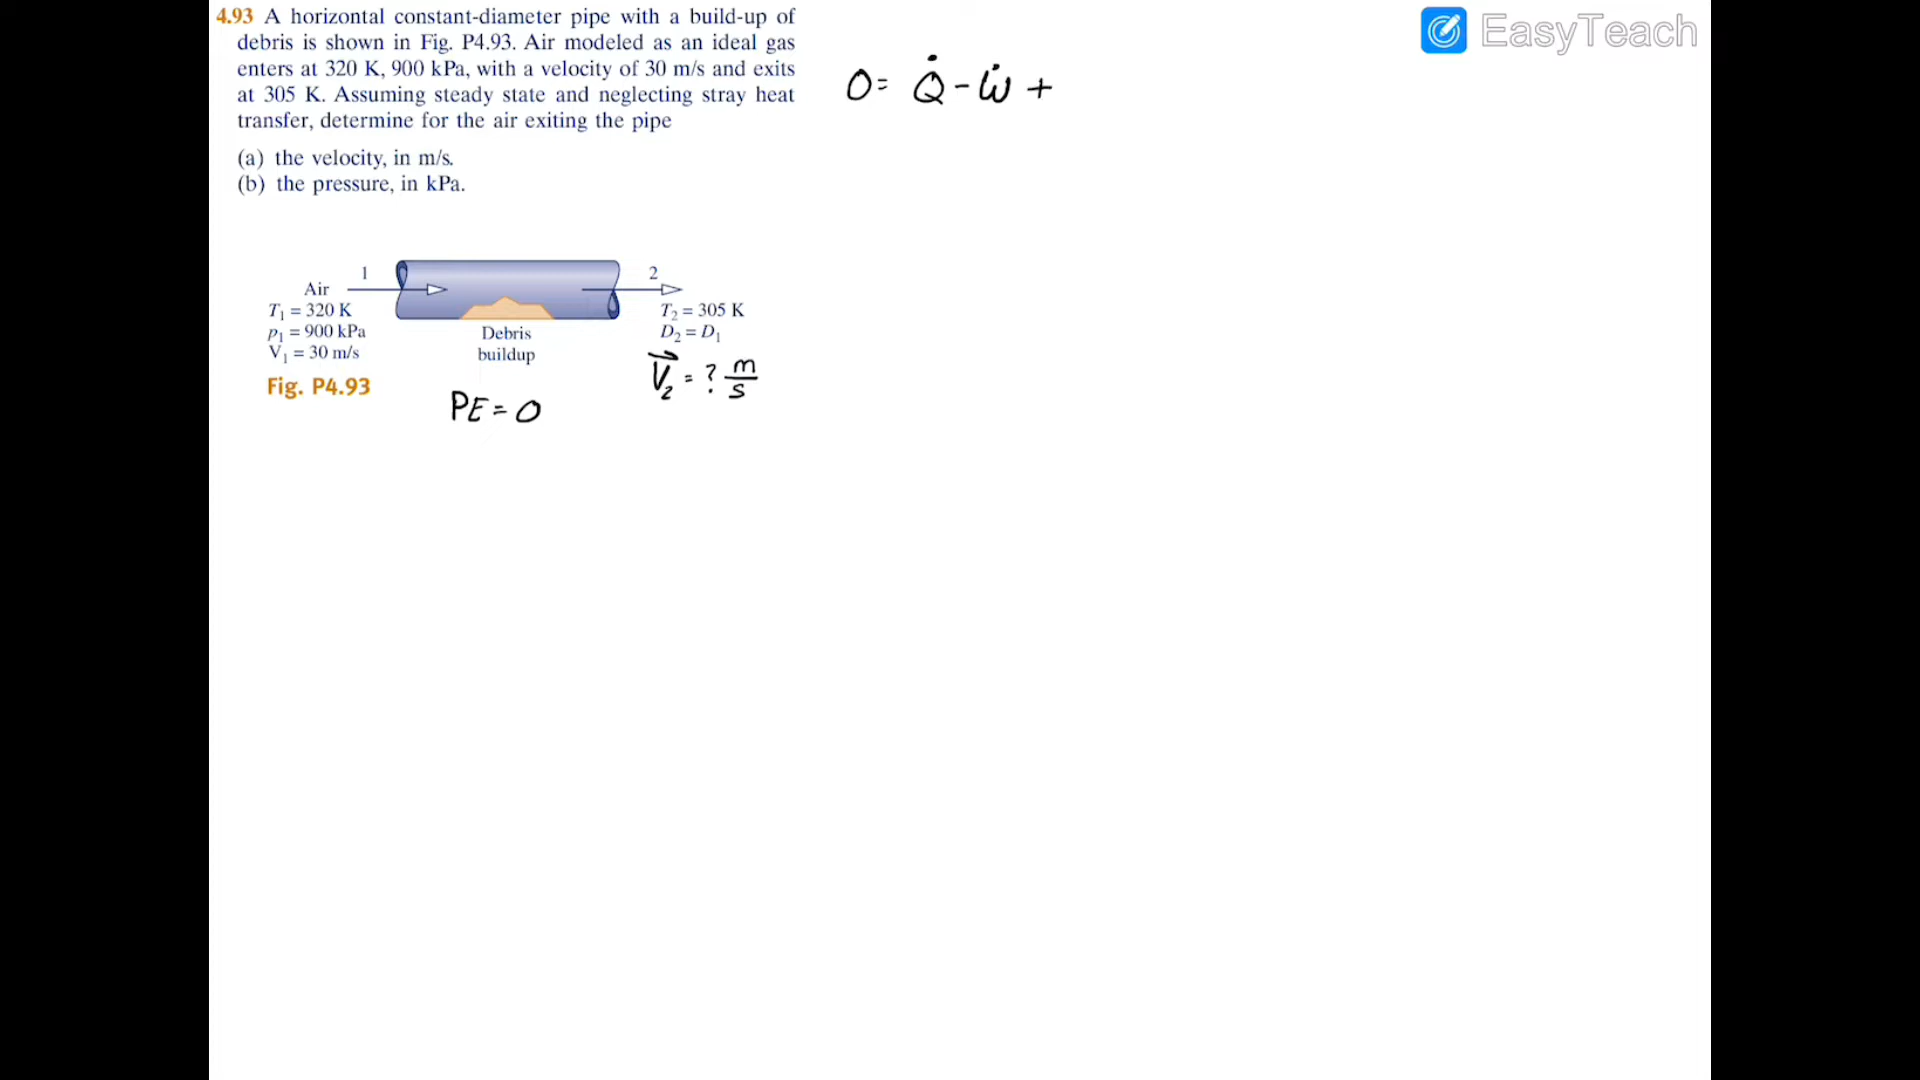 4.93 A horizontal constant-diameter pipe with a build-up of
debris is shown in Fig. P4.93. Air modeled as an ideal gas
enters at 320 K, 900 kPa, with a velocity of 30 m/s and exits
at 305 K. Assuming steady state and neglecting stray heat
transfer, determine for the air exiting the pipe
(a) the velocity, in m/s.
(b) the pressure, in kPa.
EasyTeach
0 = Q̇ - Ẇ +
1
2
Air
T₁ = 320 K
p₁ = 900 kPa
V₁ = 30 m/s
Debris
buildup
T₂ = 305 K
D₂ = D₁
V⃗₂ = ? m/s
Fig. P4.93
PE = 0